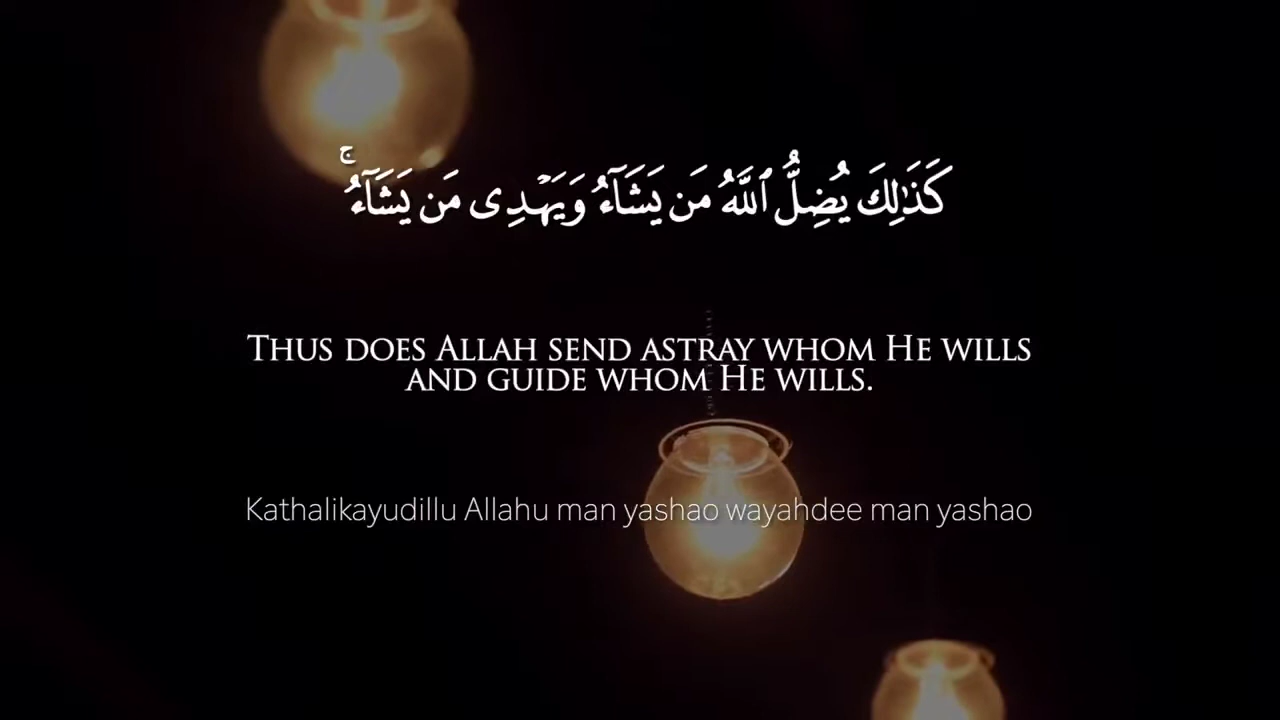 كَذَٰلِكَ يُضِلُّ ٱللَّهُ مَن يَشَآءُ وَيَهْدِى مَن يَشَآءُ ۚ
THUS DOES ALLAH SEND ASTRAY WHOM HE WILLS
AND GUIDE WHOM HE WILLS.
Kathalikayudillu Allahu man yashao wayahdee man yashao